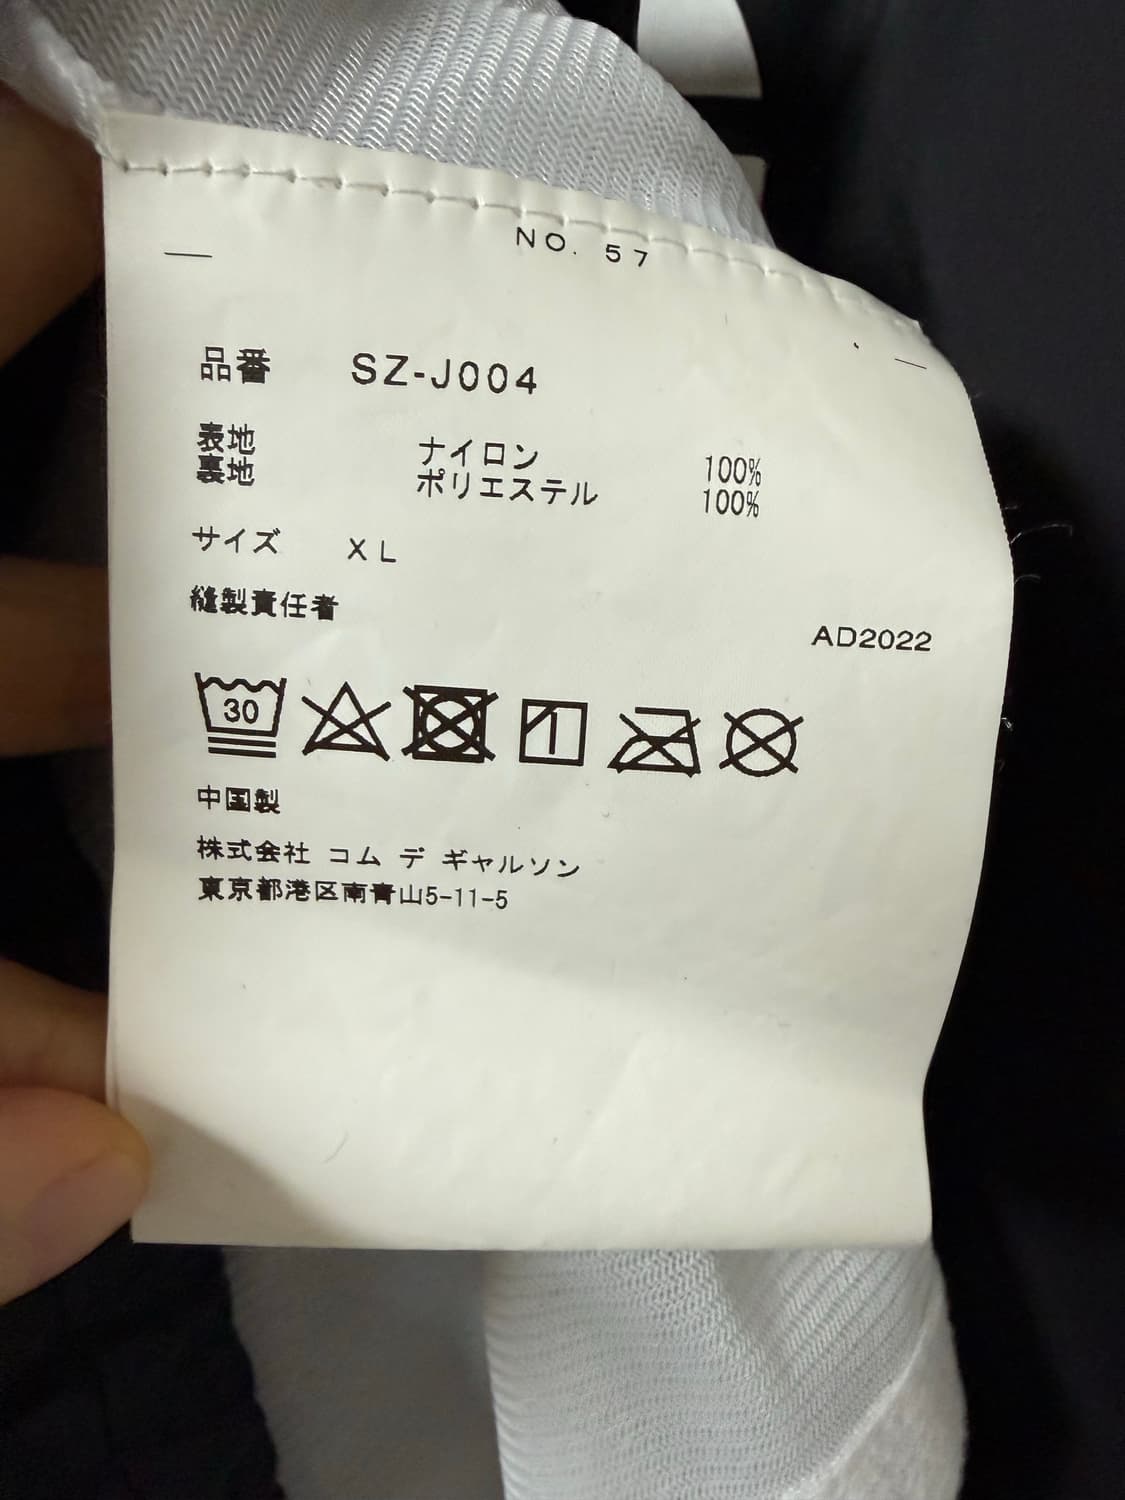 NO. 57
品番 SZ-J004
表地 ナイロン 100%
裏地 ポリエステル 100%
サイズ XL
縫製責任者
AD2022
30
中国製
株式会社 コム デ ギャルソン
東京都港区南青山5-11-5